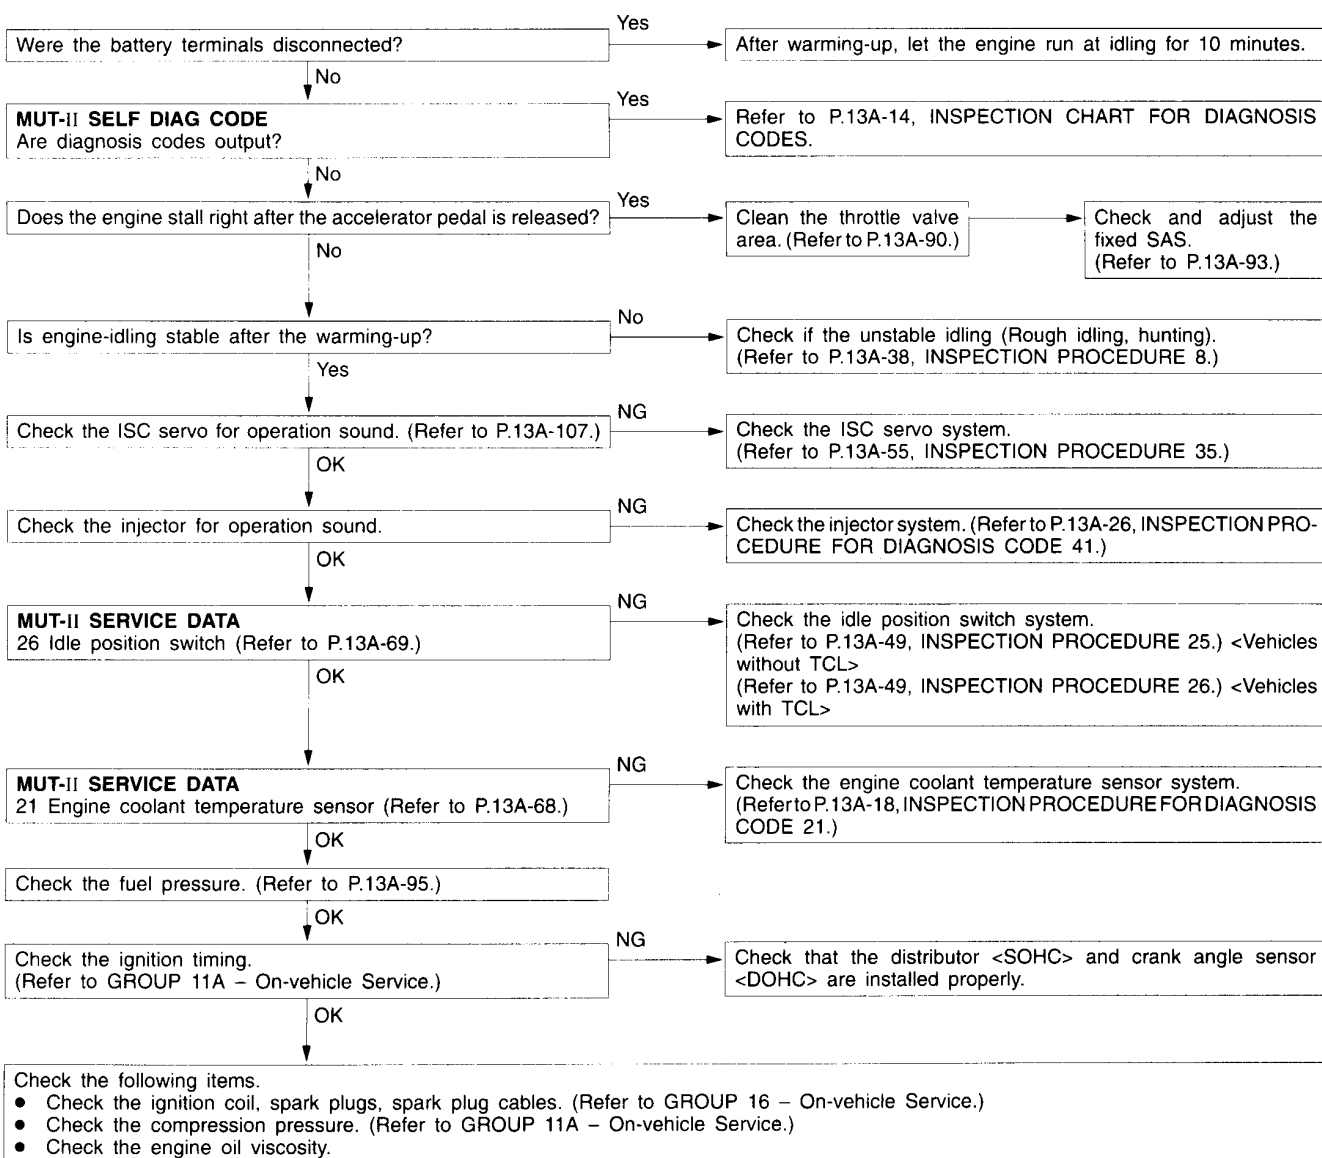 Yes
Were the battery terminals disconnected?
After warming-up, let the engine run at idling for 10 minutes.
No
Yes
MUT-II SELF DIAG CODE
Are diagnosis codes output?
Refer to P.13A-14, INSPECTION CHART FOR DIAGNOSIS
CODES.
No
Yes
Does the engine stall right after the accelerator pedal is released?
Clean the throttle valve
area. (Refer to P.13A-90.)
Check and adjust the
fixed SAS.
(Refer to P.13A-93.)
No
No
Is engine-idling stable after the warming-up?
Check if the unstable idling (Rough idling, hunting).
(Refer to P.13A-38, INSPECTION PROCEDURE 8.)
Yes
NG
Check the ISC servo for operation sound. (Refer to P.13A-107.)
Check the ISC servo system.
(Refer to P.13A-55, INSPECTION PROCEDURE 35.)
OK
NG
Check the injector for operation sound.
Check the injector system. (Refer to P.13A-26, INSPECTION PRO-
CEDURE FOR DIAGNOSIS CODE 41.)
OK
NG
MUT-II SERVICE DATA
26 Idle position switch (Refer to P.13A-69.)
Check the idle position switch system.
(Refer to P.13A-49, INSPECTION PROCEDURE 25.) <Vehicles
without TCL>
(Refer to P.13A-49, INSPECTION PROCEDURE 26.) <Vehicles
with TCL>
OK
NG
MUT-II SERVICE DATA
21 Engine coolant temperature sensor (Refer to P.13A-68.)
Check the engine coolant temperature sensor system.
(Refer to P.13A-18, INSPECTION PROCEDURE FOR DIAGNOSIS
CODE 21.)
OK
Check the fuel pressure. (Refer to P.13A-95.)
OK
NG
Check the ignition timing.
(Refer to GROUP 11A – On-vehicle Service.)
Check that the distributor <SOHC> and crank angle sensor
<DOHC> are installed properly.
OK
Check the following items.
● Check the ignition coil, spark plugs, spark plug cables. (Refer to GROUP 16 – On-vehicle Service.)
● Check the compression pressure. (Refer to GROUP 11A – On-vehicle Service.)
● Check the engine oil viscosity.